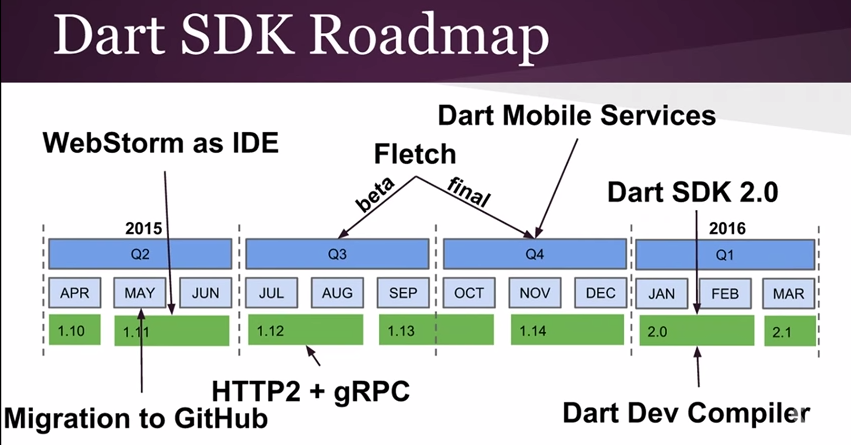 Dart SDK Roadmap
Dart Mobile Services
WebStorm as IDE
Fletch
beta
final
Dart SDK 2.0
2015
2016
Q2 Q3 Q4 Q1
APR MAY JUN JUL AUG SEP OCT NOV DEC JAN FEB MAR
1.10 1.11 1.12 1.13 1.14 2.0 2.1
HTTP2 + gRPC
Migration to GitHub
Dart Dev Compiler